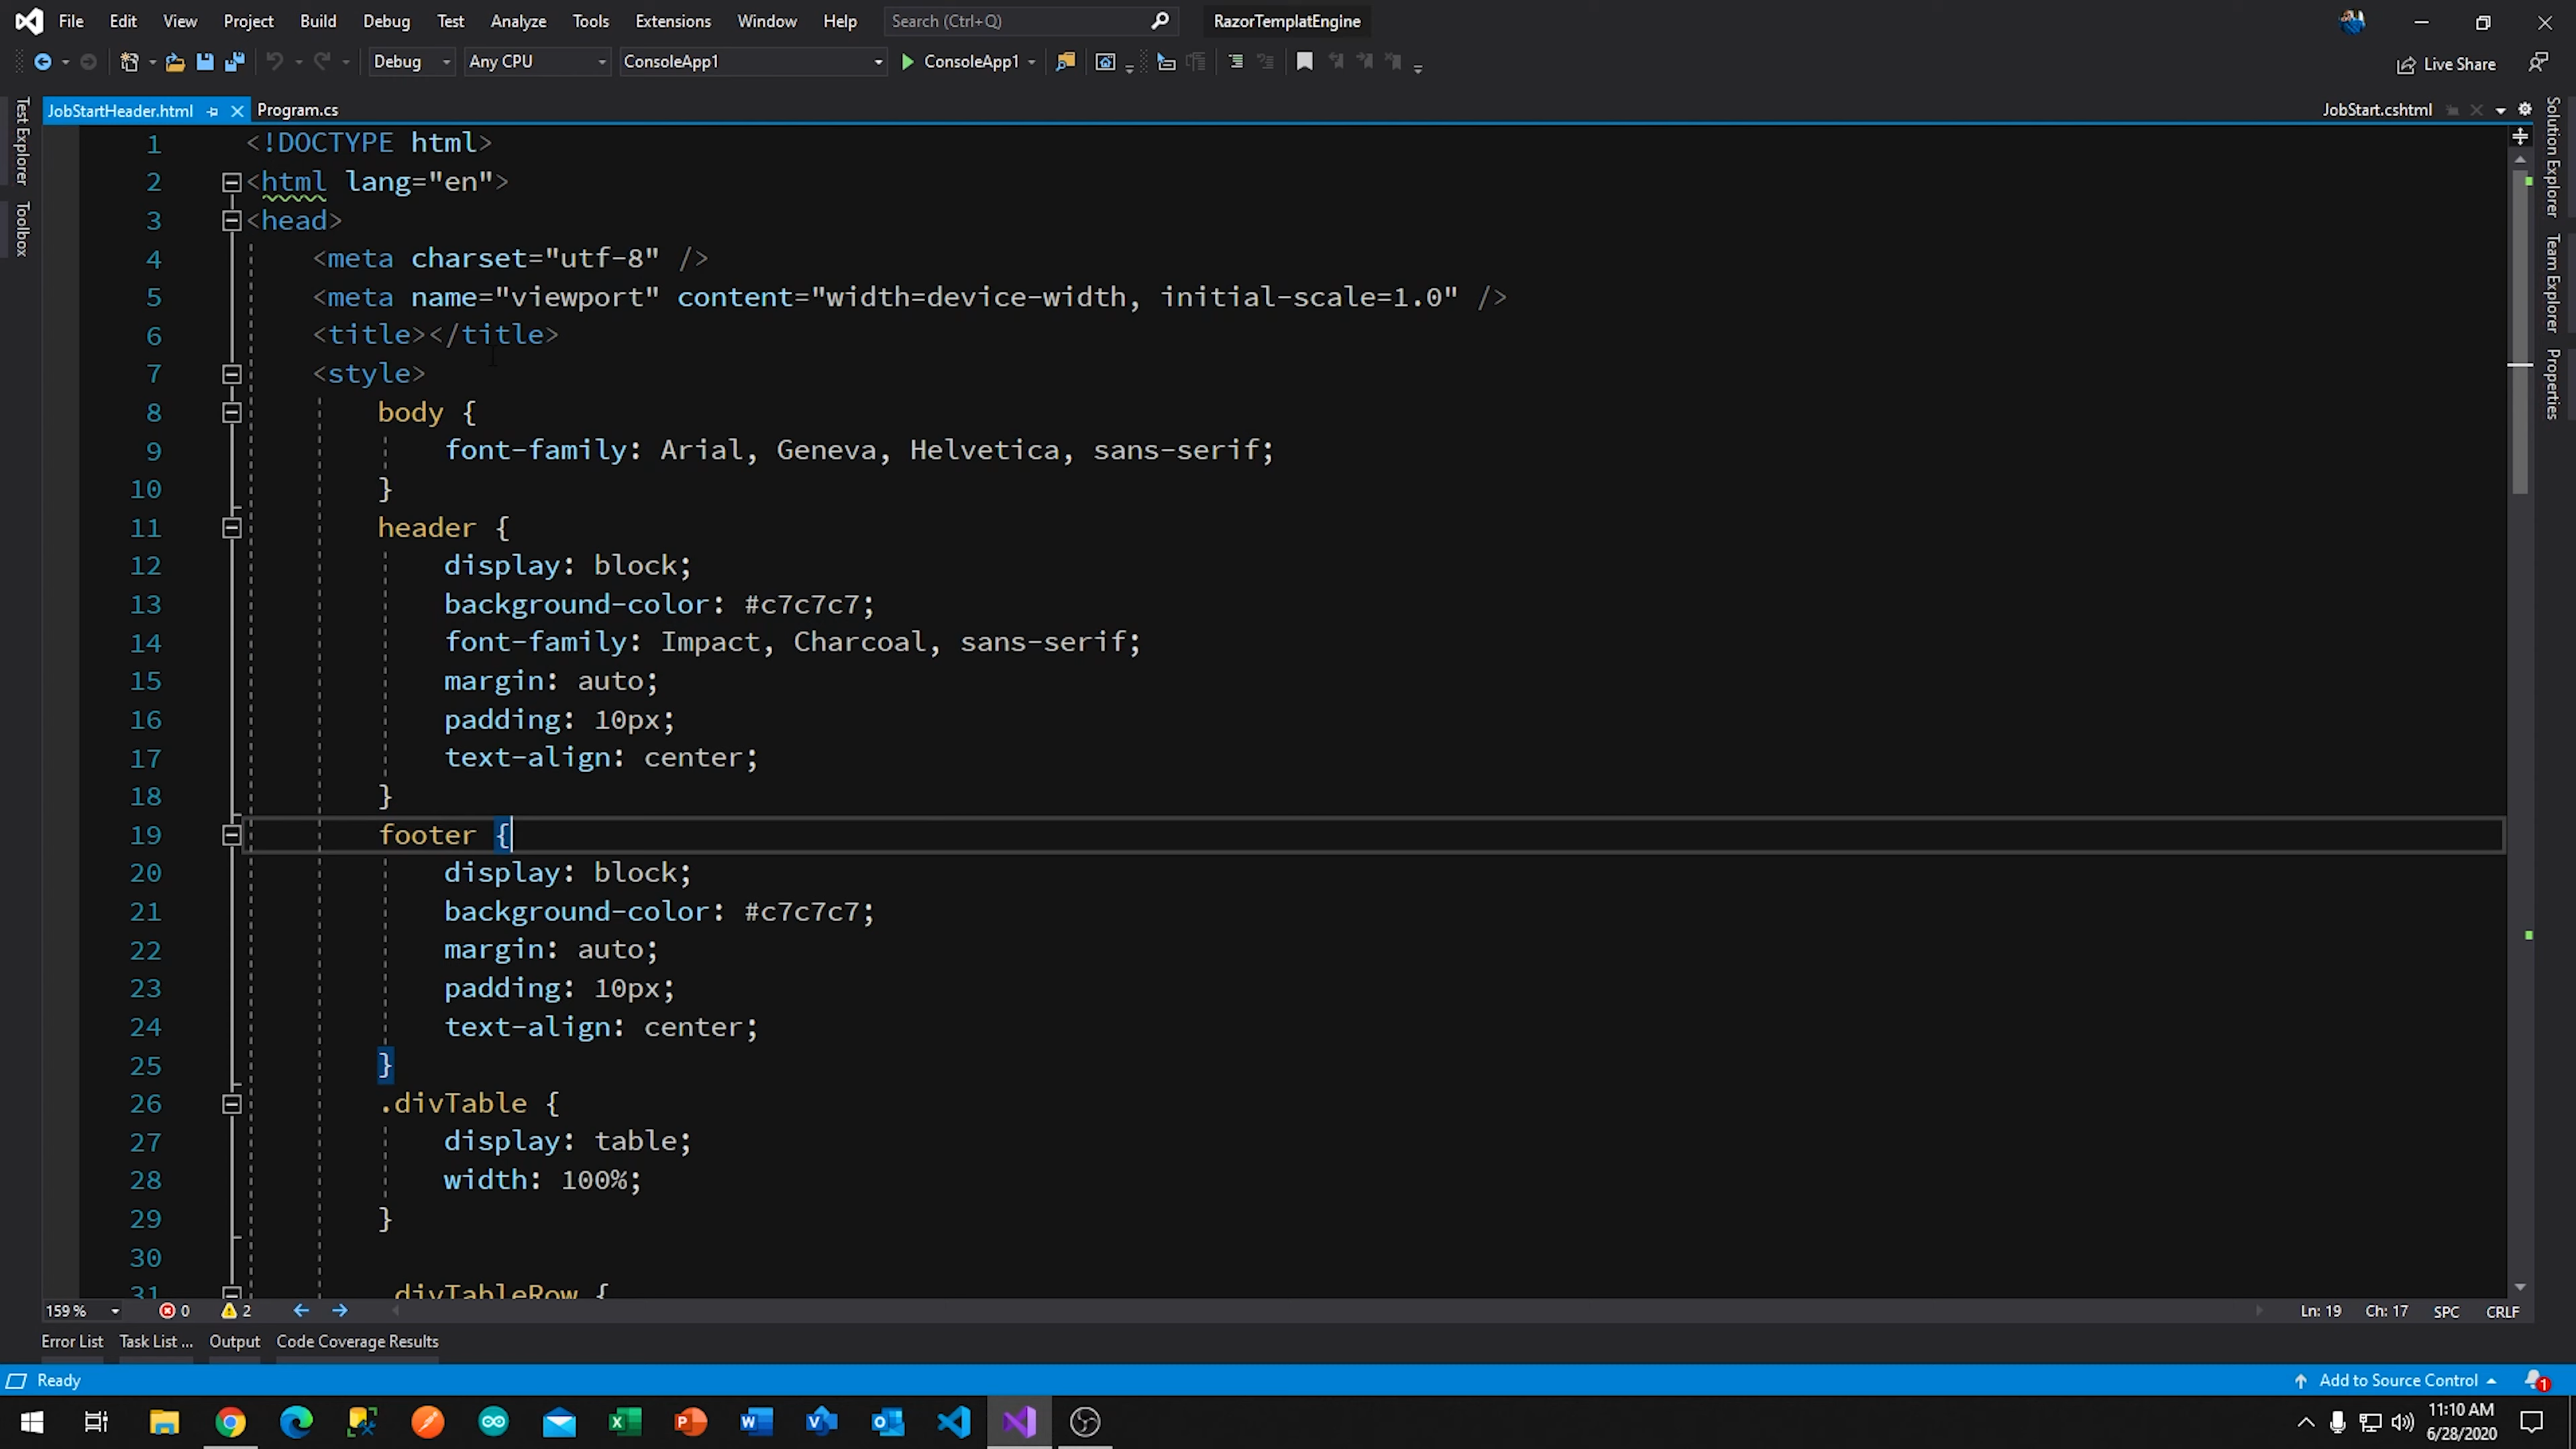 File Edit View Project Build Debug Test Analyze Tools Extensions Window Help Search (Ctrl+Q) RazorTemplatEngine
Debug Any CPU ConsoleApp1 ConsoleApp1 Live Share
JobStartHeader.html Program.cs JobStart.cshtml
Test Explorer
Toolbox
Solution Explorer
Team Explorer
Properties
1 <!DOCTYPE html>
2 <html lang="en">
3 <head>
4 <meta charset="utf-8" />
5 <meta name="viewport" content="width=device-width, initial-scale=1.0" />
6 <title></title>
7 <style>
8 body {
9 font-family: Arial, Geneva, Helvetica, sans-serif;
10 }
11 header {
12 display: block;
13 background-color: #c7c7c7;
14 font-family: Impact, Charcoal, sans-serif;
15 margin: auto;
16 padding: 10px;
17 text-align: center;
18 }
19 footer {
20 display: block;
21 background-color: #c7c7c7;
22 margin: auto;
23 padding: 10px;
24 text-align: center;
25 }
26 .divTable {
27 display: table;
28 width: 100%;
29 }
30
31 divTableRow {
159 % 0 2 Ln: 19 Ch: 17 SPC CRLF
Error List Task List ... Output Code Coverage Results
Ready Add to Source Control 1
11:10 AM
6/28/2020